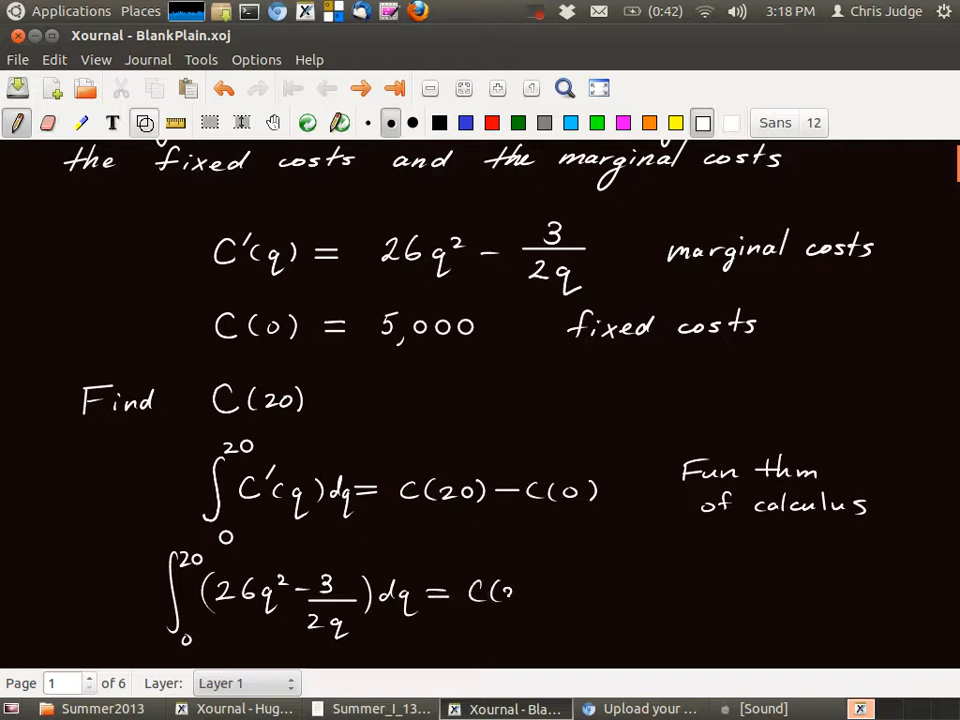 Applications Places (0:42) 3:18 PM Chris Judge
Xournal - BlankPlain.xoj
File Edit View Journal Tools Options Help
Sans 12
the fixed costs and the marginal costs
C'(q) = 26q² - 3/2q marginal costs
C(0) = 5,000 fixed costs
Find C(20)
∫₀²⁰ C'(q)dq = C(20) - C(0) Fun thm
of calculus
∫₀²⁰ (26q² - 3/2q) dq = C(
Page 1 of 6 Layer: Layer 1
Summer2013 Xournal - Hug... Summer_I_13... Xournal - Bla... Upload your ... [Sound]